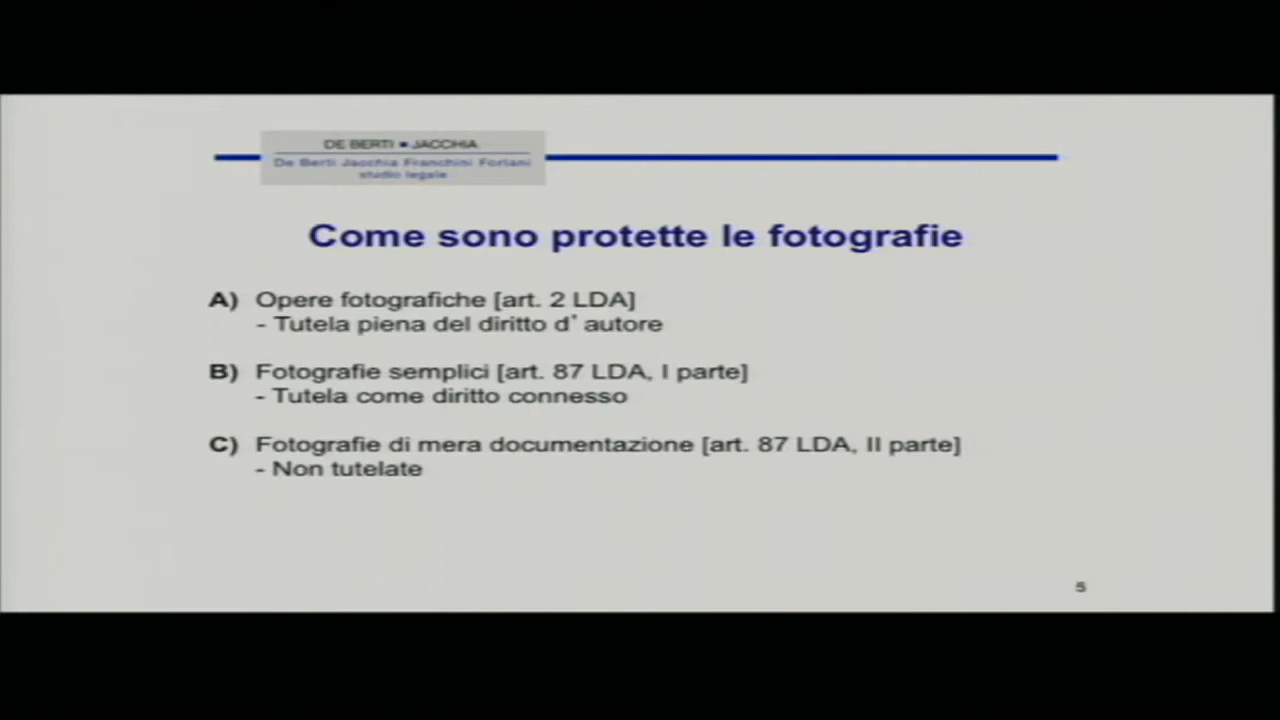 DE BERTI ▪ JACCHIA
De Berti Jacchia Franchini Forlani
studio legale
Come sono protette le fotografie
A) Opere fotografiche [art. 2 LDA]
- Tutela piena del diritto d' autore
B) Fotografie semplici [art. 87 LDA, I parte]
- Tutela come diritto connesso
C) Fotografie di mera documentazione [art. 87 LDA, II parte]
- Non tutelate
5